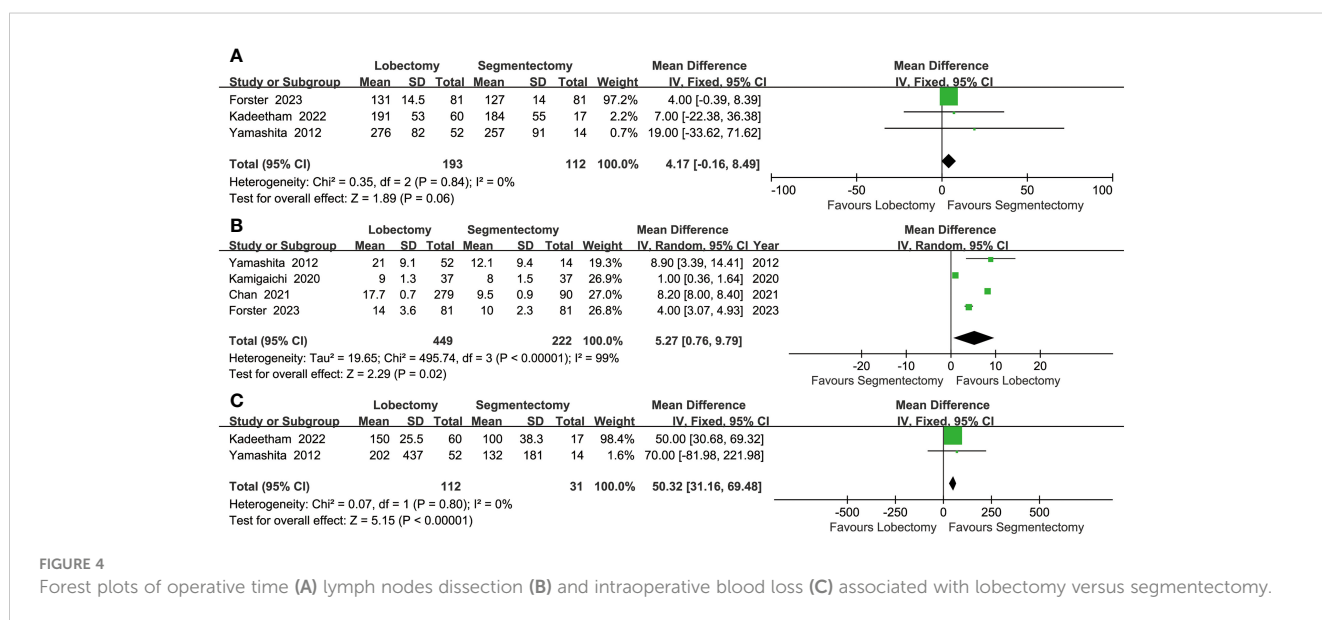 A
Lobectomy Segmentectomy Mean Difference Mean Difference
Study or Subgroup Mean SD Total Mean SD Total Weight IV, Fixed, 95% CI IV, Fixed, 95% CI
Forster 2023 131 14.5 81 127 14 81 97.2% 4.00 [-0.39, 8.39]
Kadeetham 2022 191 53 60 184 55 17 2.2% 7.00 [-22.38, 36.38]
Yamashita 2012 276 82 52 257 91 14 0.7% 19.00 [-33.62, 71.62]
Total (95% CI) 193 112 100.0% 4.17 [-0.16, 8.49]
Heterogeneity: Chi² = 0.35, df = 2 (P = 0.84); I² = 0%
Test for overall effect: Z = 1.89 (P = 0.06)
-100 -50 0 50 100
Favours Lobectomy Favours Segmentectomy
B
Lobectomy Segmentectomy Mean Difference Mean Difference
Study or Subgroup Mean SD Total Mean SD Total Weight IV, Random, 95% CI Year IV, Random, 95% CI
Yamashita 2012 21 9.1 52 12.1 9.4 14 19.3% 8.90 [3.39, 14.41] 2012
Kamigaichi 2020 9 1.3 37 8 1.5 37 26.9% 1.00 [0.36, 1.64] 2020
Chan 2021 17.7 0.7 279 9.5 0.9 90 27.0% 8.20 [8.00, 8.40] 2021
Forster 2023 14 3.6 81 10 2.3 81 26.8% 4.00 [3.07, 4.93] 2023
Total (95% CI) 449 222 100.0% 5.27 [0.76, 9.79]
Heterogeneity: Tau² = 19.65; Chi² = 495.74, df = 3 (P < 0.00001); I² = 99%
Test for overall effect: Z = 2.29 (P = 0.02)
-20 -10 0 10 20
Favours Segmentectomy Favours Lobectomy
C
Lobectomy Segmentectomy Mean Difference Mean Difference
Study or Subgroup Mean SD Total Mean SD Total Weight IV, Fixed, 95% CI IV, Fixed, 95% CI
Kadeetham 2022 150 25.5 60 100 38.3 17 98.4% 50.00 [30.68, 69.32]
Yamashita 2012 202 437 52 132 181 14 1.6% 70.00 [-81.98, 221.98]
Total (95% CI) 112 31 100.0% 50.32 [31.16, 69.48]
Heterogeneity: Chi² = 0.07, df = 1 (P = 0.80); I² = 0%
Test for overall effect: Z = 5.15 (P < 0.00001)
-500 -250 0 250 500
Favours Lobectomy Favours Segmentectomy
FIGURE 4
Forest plots of operative time (A) lymph nodes dissection (B) and intraoperative blood loss (C) associated with lobectomy versus segmentectomy.